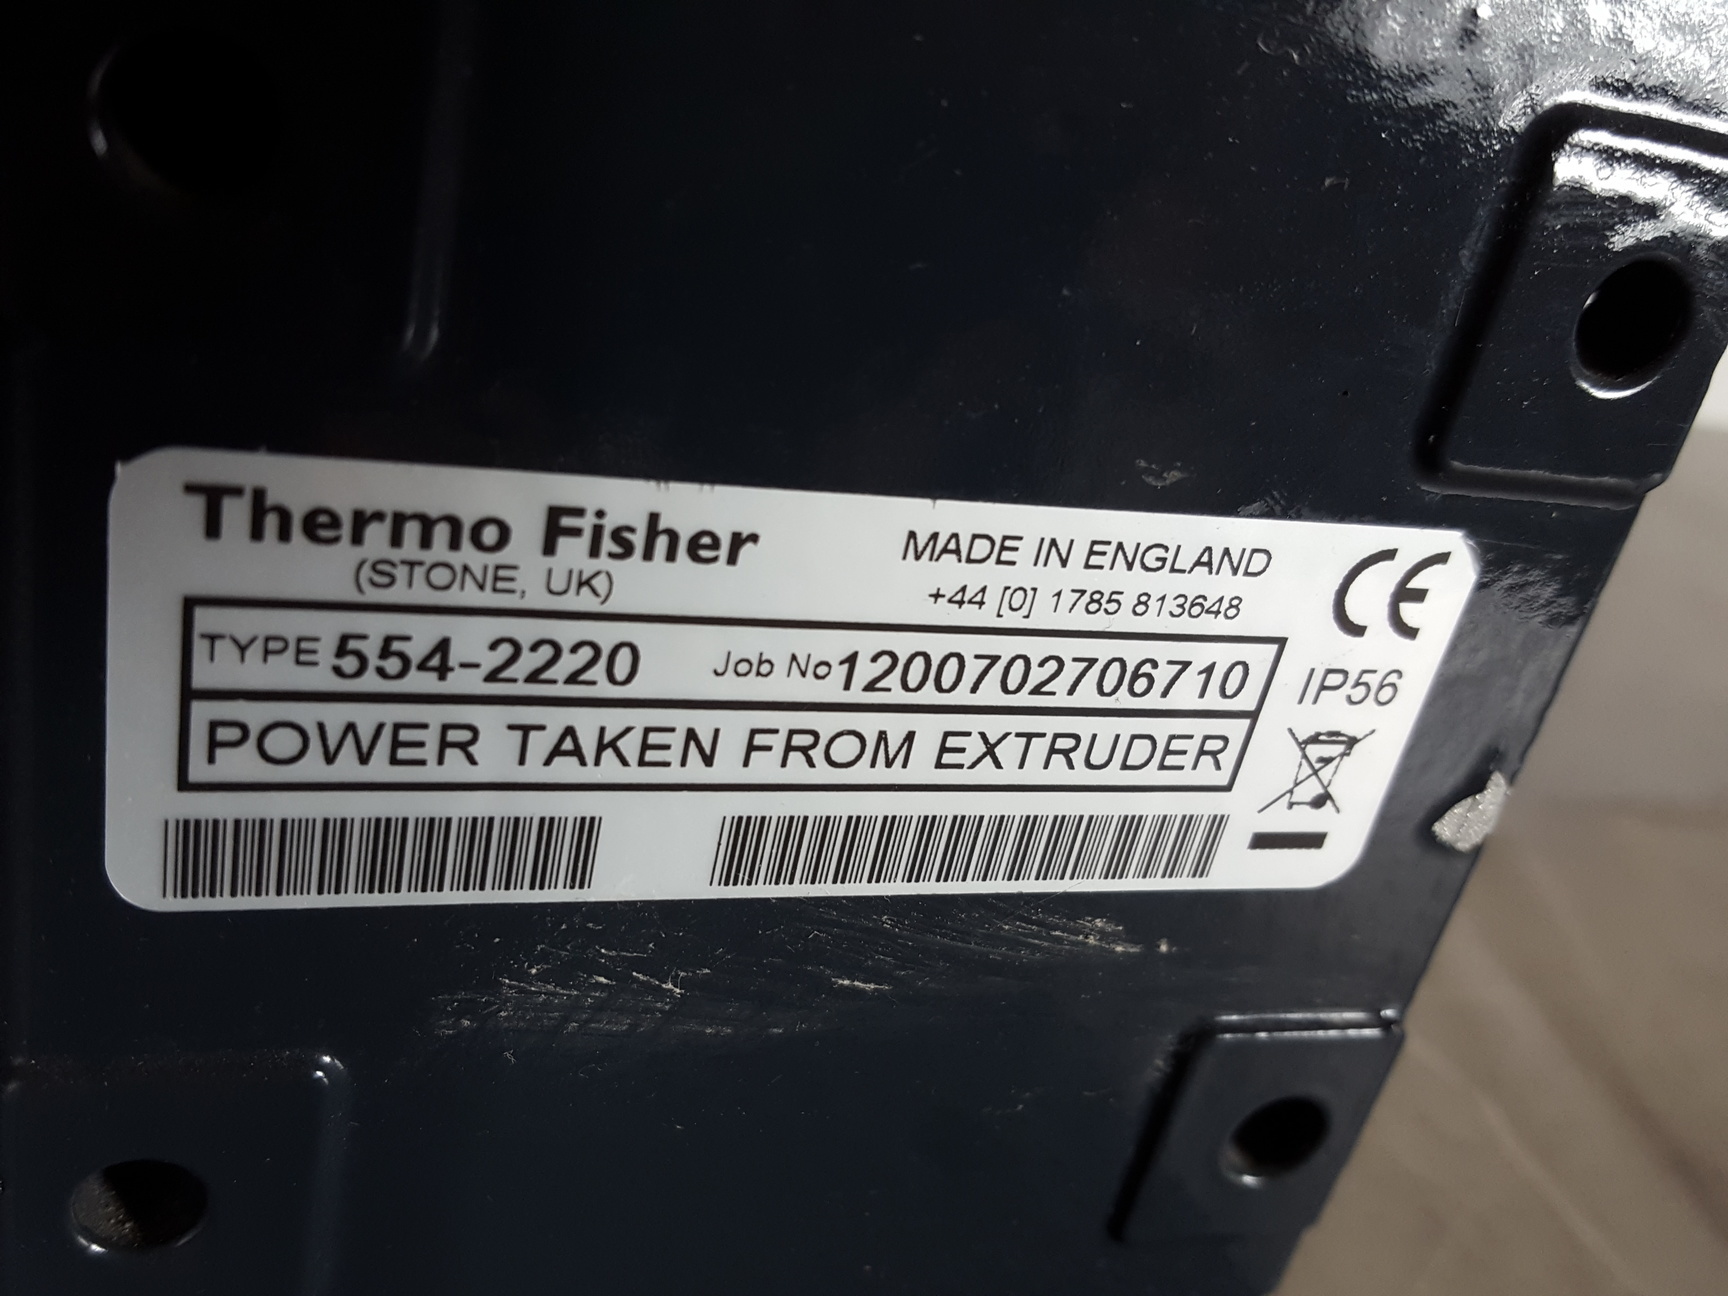 Thermo Fisher
(STONE, UK)
MADE IN ENGLAND
+44 [0] 1785 813648
CE
TYPE 554-2220 Job No 1200702706710
IP56
POWER TAKEN FROM EXTRUDER